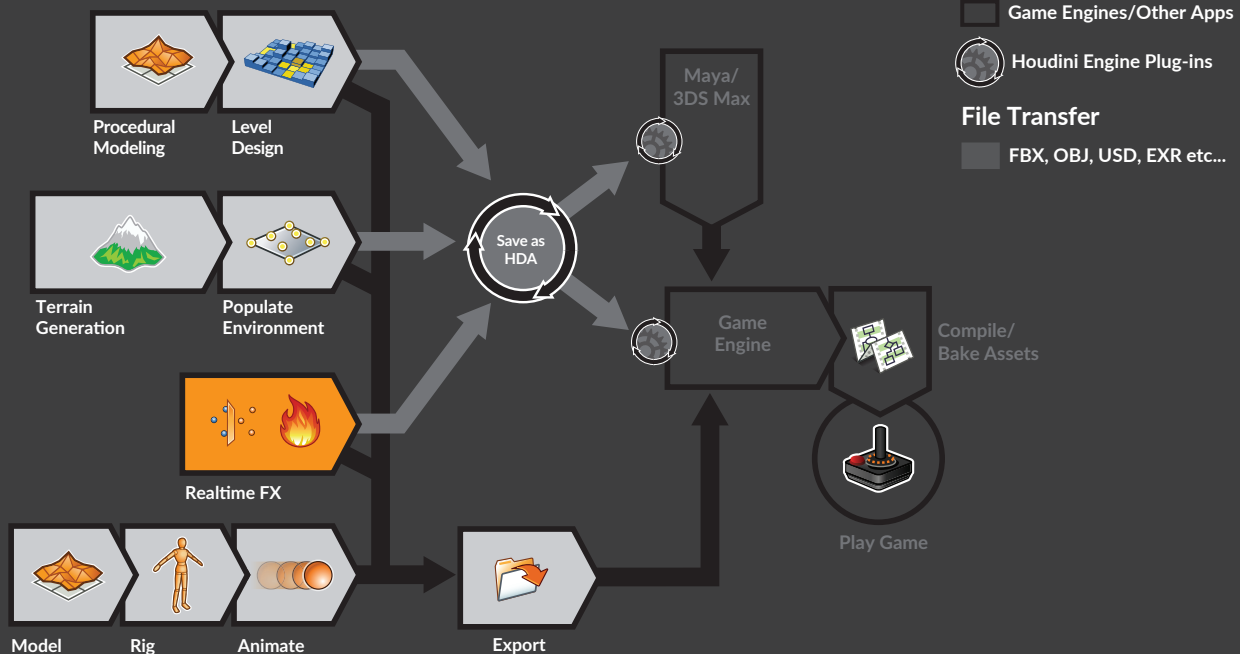 Game Engines/Other Apps
Houdini Engine Plug-ins
File Transfer
FBX, OBJ, USD, EXR etc...
Procedural
Modeling
Level
Design
Maya/
3DS Max
Save as
HDA
Terrain
Generation
Populate
Environment
Game
Engine
Compile/
Bake Assets
Realtime FX
Play Game
Model
Rig
Animate
Export